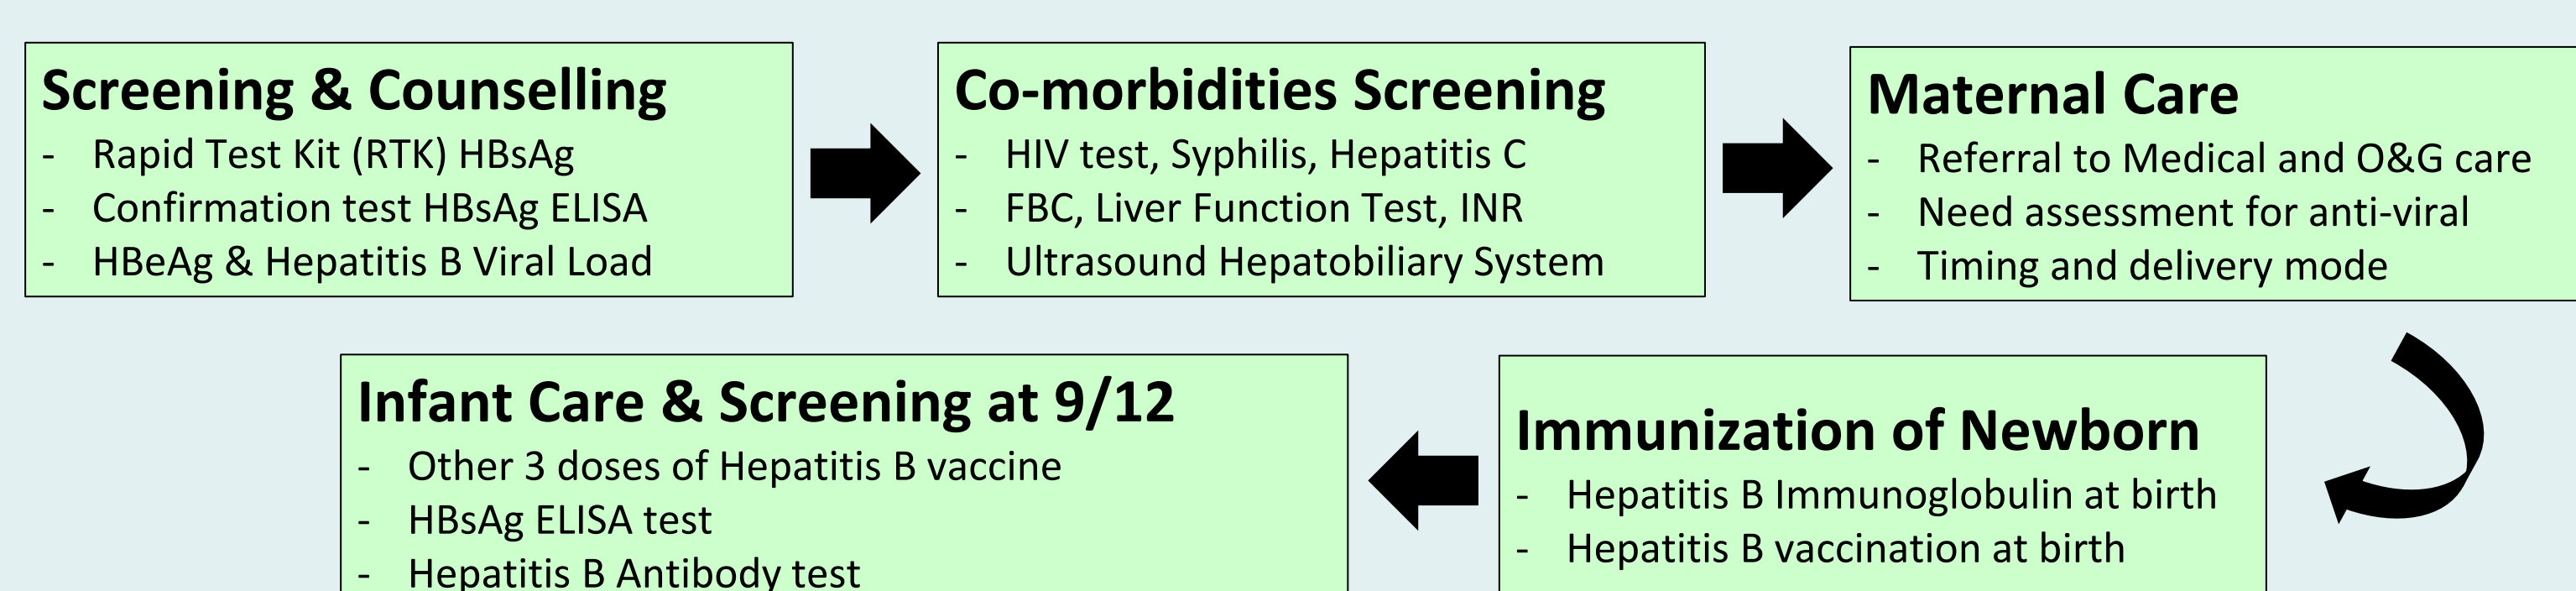 Screening & Counselling
- Rapid Test Kit (RTK) HBsAg
- Confirmation test HBsAg ELISA
- HBeAg & Hepatitis B Viral Load
Co-morbidities Screening
- HIV test, Syphilis, Hepatitis C
- FBC, Liver Function Test, INR
- Ultrasound Hepatobiliary System
Maternal Care
- Referral to Medical and O&G care
- Need assessment for anti-viral
- Timing and delivery mode
Immunization of Newborn
- Hepatitis B Immunoglobulin at birth
- Hepatitis B vaccination at birth
Infant Care & Screening at 9/12
- Other 3 doses of Hepatitis B vaccine
- HBsAg ELISA test
- Hepatitis B Antibody test